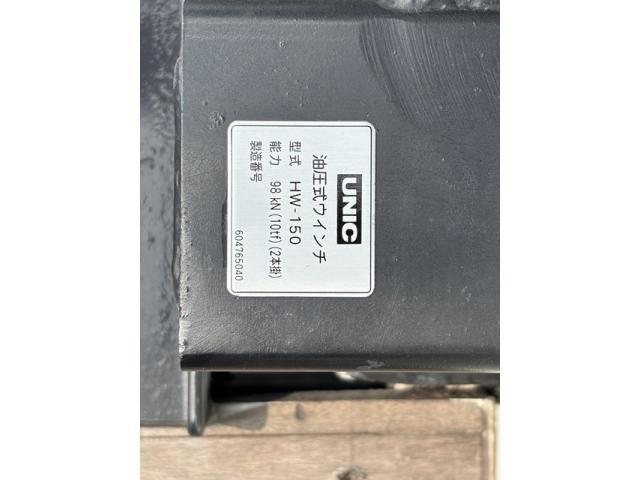 UNIC
油圧式ウインチ
型式 HW-150
能力 98 kN (10tf) (2本掛)
製造番号
604765040